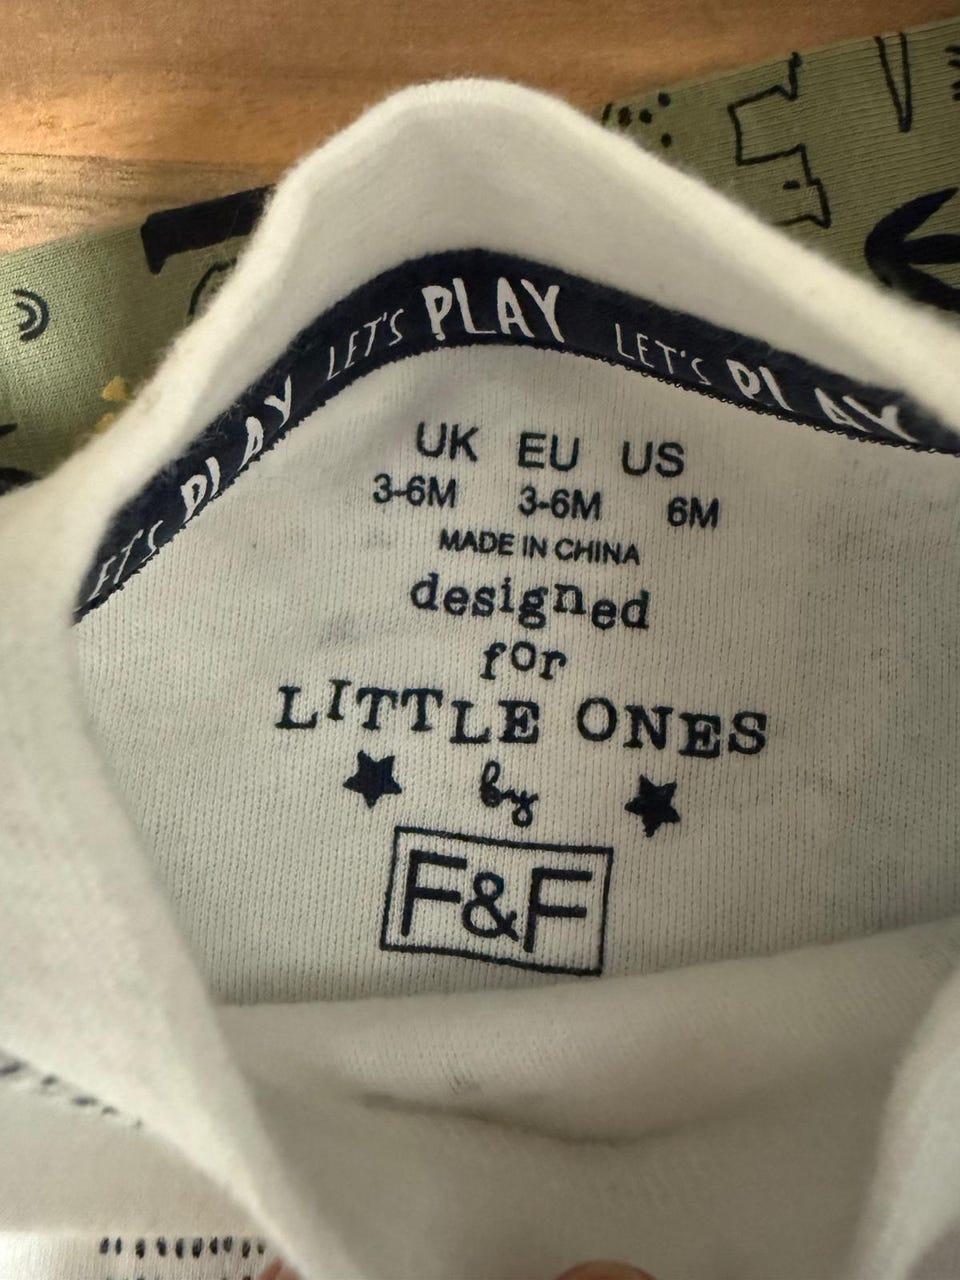 LET'S PLAY LET'S PLAY LET'S PLAY
UK EU US
3-6M 3-6M 6M
MADE IN CHINA
designed
for
LITTLE ONES
by
F&F